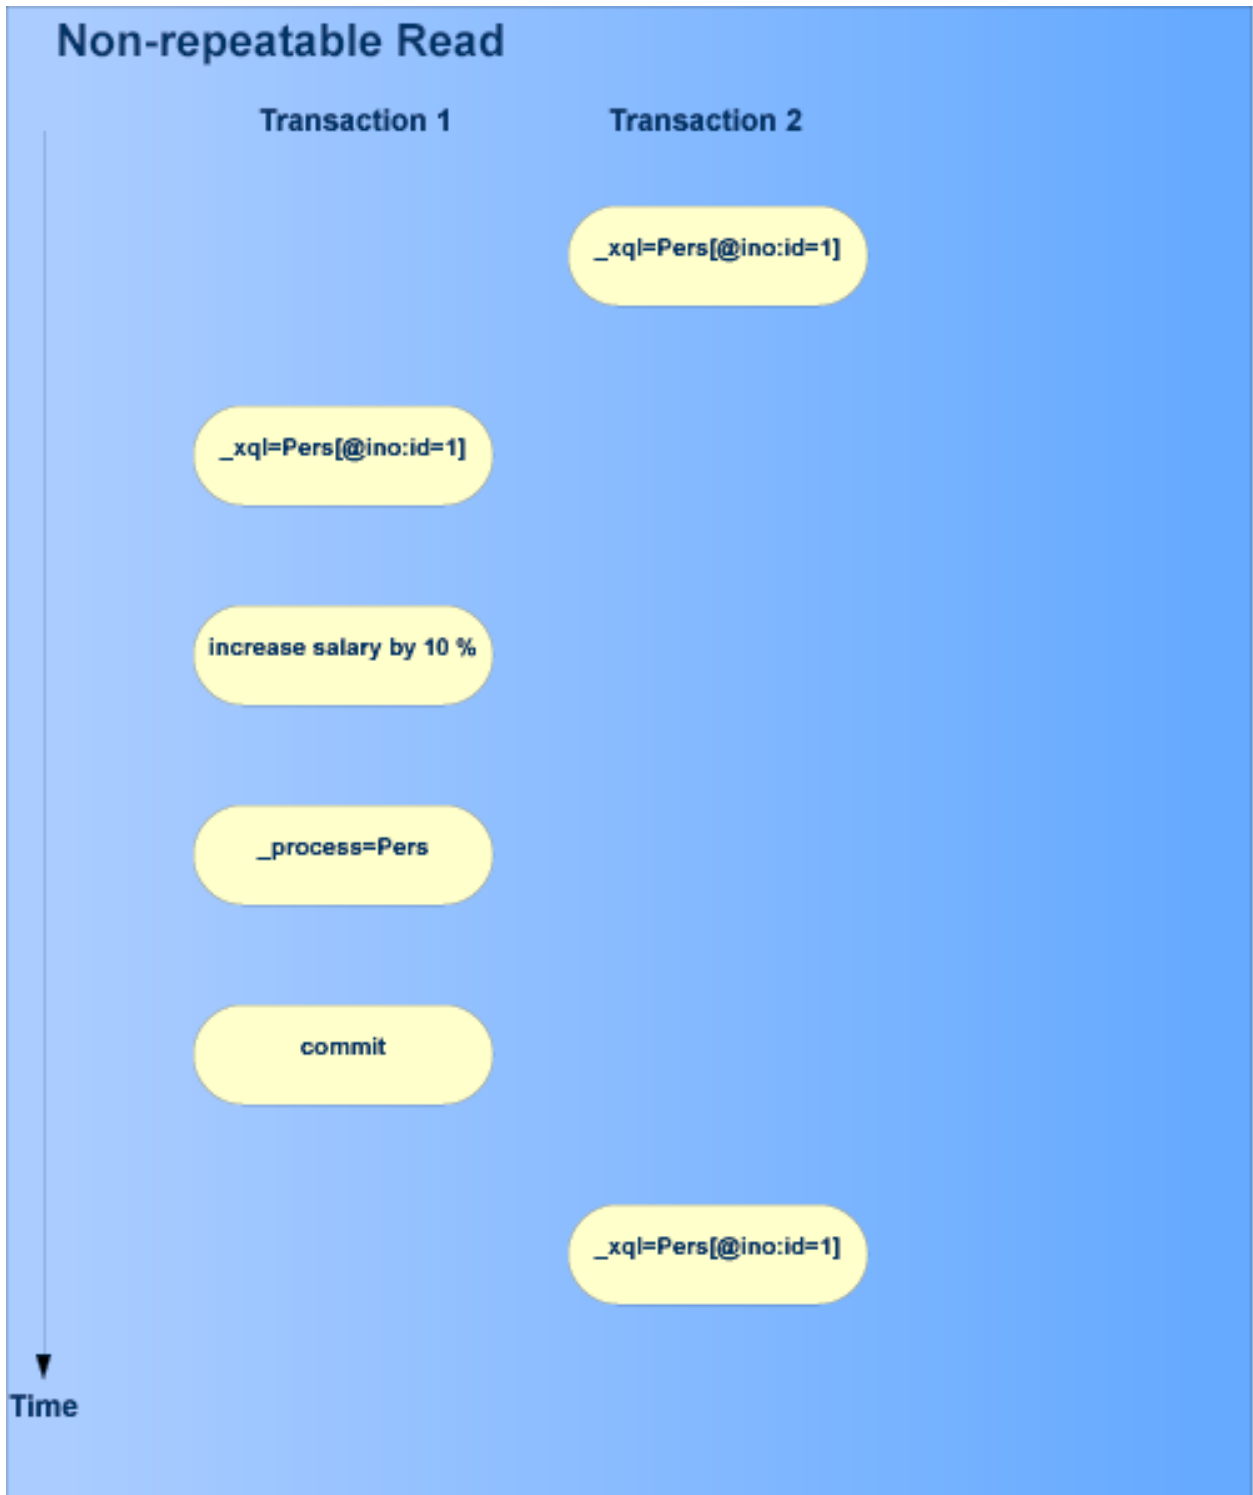 Non-repeatable Read
Transaction 1
Transaction 2
_xql=Pers[@ino:id=1]
_xql=Pers[@ino:id=1]
increase salary by 10 %
_process=Pers
commit
_xql=Pers[@ino:id=1]
Time